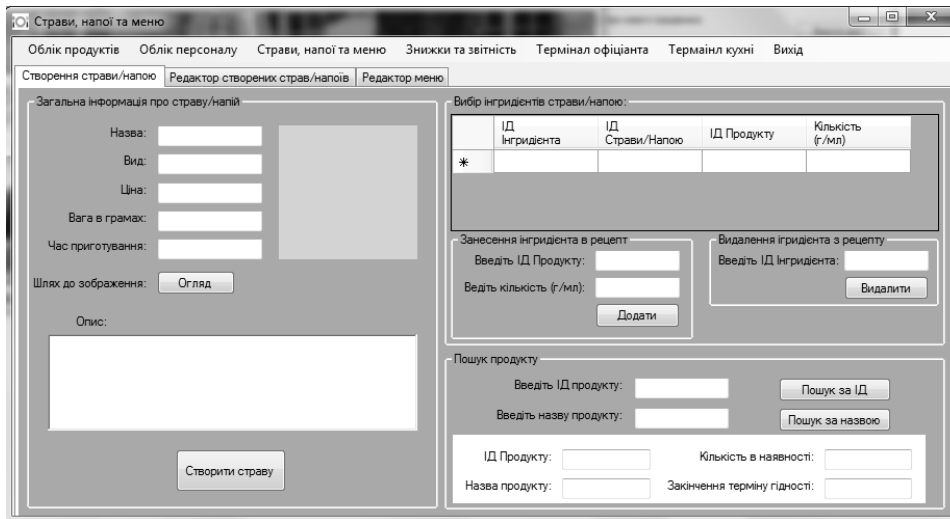 Страви, напої та меню
Облік продуктів Облік персоналу Страви, напої та меню Знижки та звітність Термінал офіціанта Термаінл кухні Вихід
Створення страви/напою Редактор створених страв/напоїв Редактор меню
Загальна інформація про страву/напій
Назва:
Вид:
Ціна:
Вага в грамах:
Час приготування:
Шлях до зображення: Огляд
Опис:
Створити страву
Вибір інгридієнтів страви/напою:
ІД Інгридієнта ІД Страви/Напою ІД Продукту Кількість (г/мл)
Занесення інгридієнта в рецепт
Введіть ІД Продукту:
Ведіть кількість (г/мл):
Додати
Видалення ігридієнта з рецепту
Введіть ІД Інгридієнта:
Видалити
Пошук продукту
Введіть ІД продукту: Пошук за ІД
Введіть назву продукту: Пошук за назвою
ІД Продукту: Кількість в наявності:
Назва продукту: Закінчення терміну гідності: